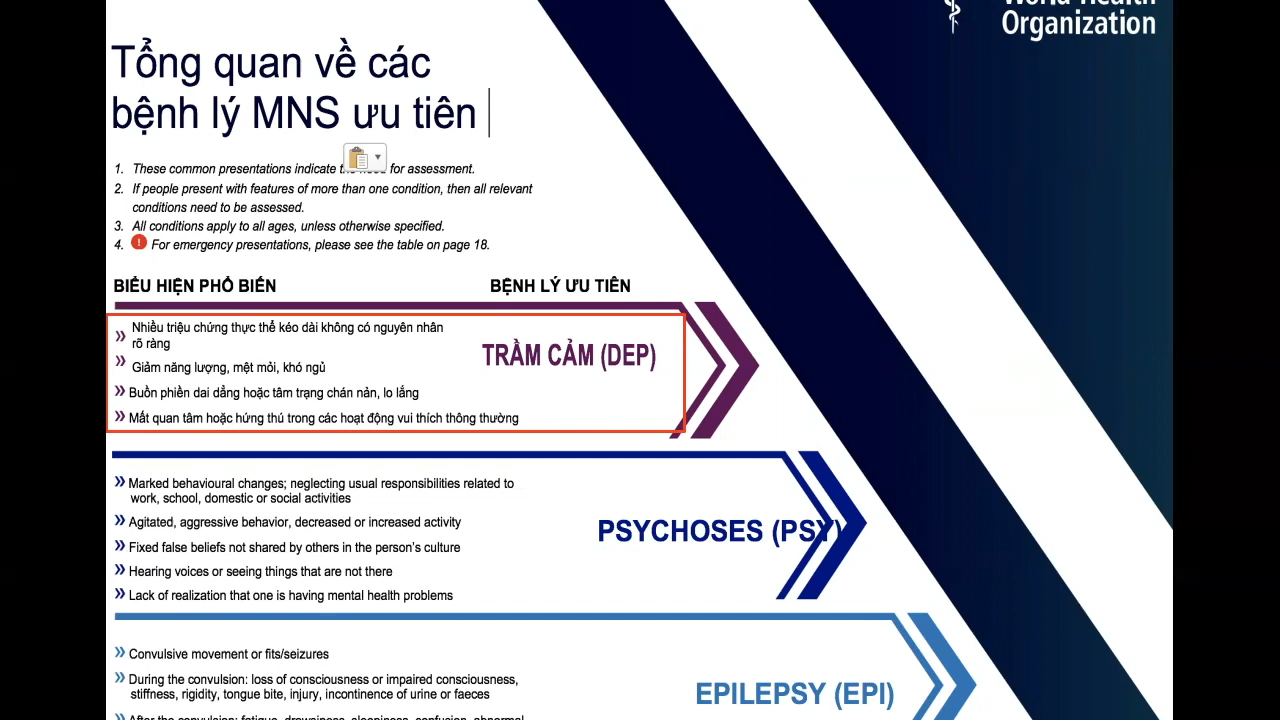 World Health
Organization
Tổng quan về các
bệnh lý MNS ưu tiên
1. These common presentations indicate the need for assessment.
2. If people present with features of more than one condition, then all relevant
conditions need to be assessed.
3. All conditions apply to all ages, unless otherwise specified.
4. ! For emergency presentations, please see the table on page 18.
BIỂU HIỆN PHỔ BIẾN BỆNH LÝ ƯU TIÊN
» Nhiều triệu chứng thực thể kéo dài không có nguyên nhân
rõ ràng
» Giảm năng lượng, mệt mỏi, khó ngủ
» Buồn phiền dai dẳng hoặc tâm trạng chán nản, lo lắng
» Mất quan tâm hoặc hứng thú trong các hoạt động vui thích thông thường
TRẦM CẢM (DEP)
» Marked behavioural changes; neglecting usual responsibilities related to
work, school, domestic or social activities
» Agitated, aggressive behavior, decreased or increased activity
» Fixed false beliefs not shared by others in the person's culture
» Hearing voices or seeing things that are not there
» Lack of realization that one is having mental health problems
PSYCHOSES (PSY)
» Convulsive movement or fits/seizures
» During the convulsion: loss of consciousness or impaired consciousness,
stiffness, rigidity, tongue bite, injury, incontinence of urine or faeces
» After the convulsion: fatigue, drowsiness, sleepiness, confusion, abnormal
EPILEPSY (EPI)